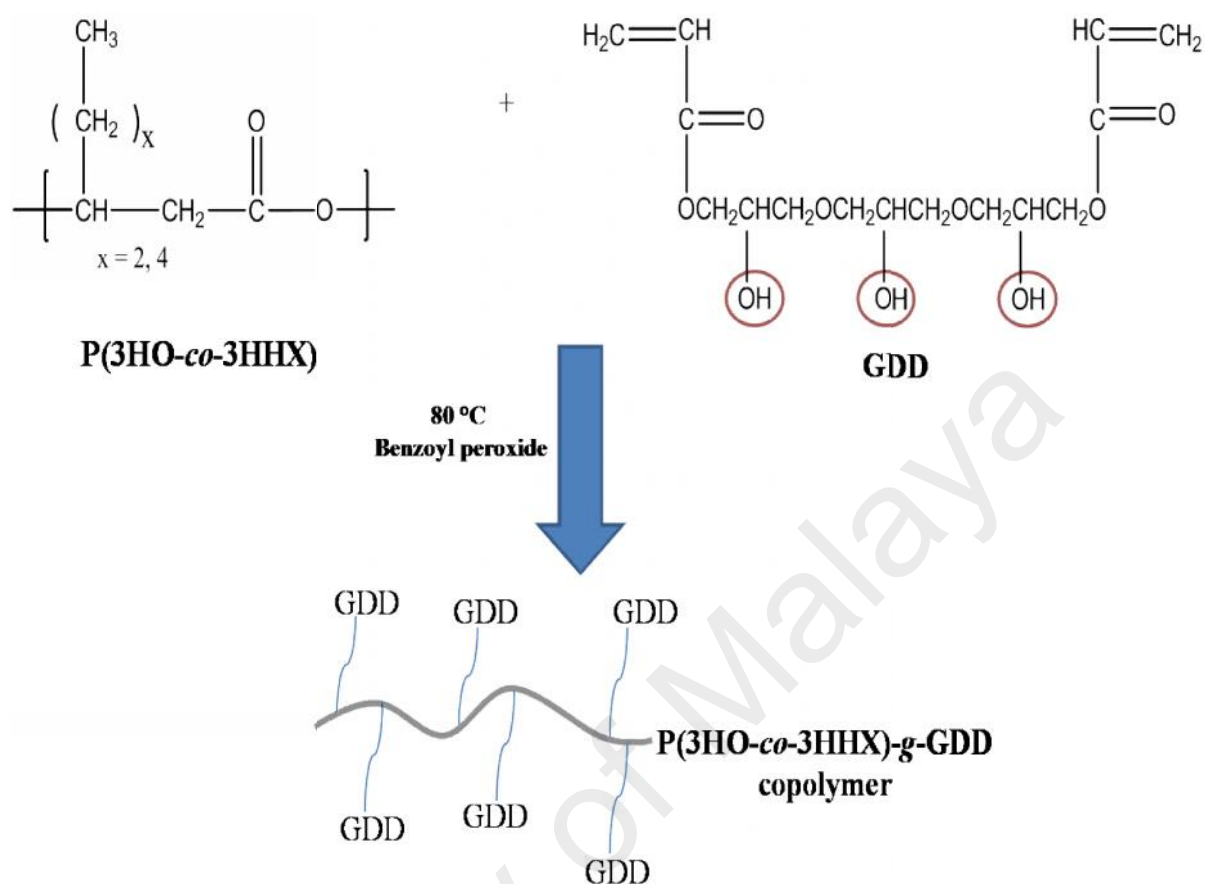 CH3
( CH2 )x
O
CH CH2 C O
x = 2, 4
P(3HO-co-3HHX)
+
H2C CH
C O
HC CH2
C O
OCH2CHCH2OCH2CHCH2OCH2CHCH2O
OH OH OH
GDD
80 °C
Benzoyl peroxide
GDD GDD GDD
P(3HO-co-3HHX)-g-GDD
copolymer
GDD GDD GDD
y of Malaya